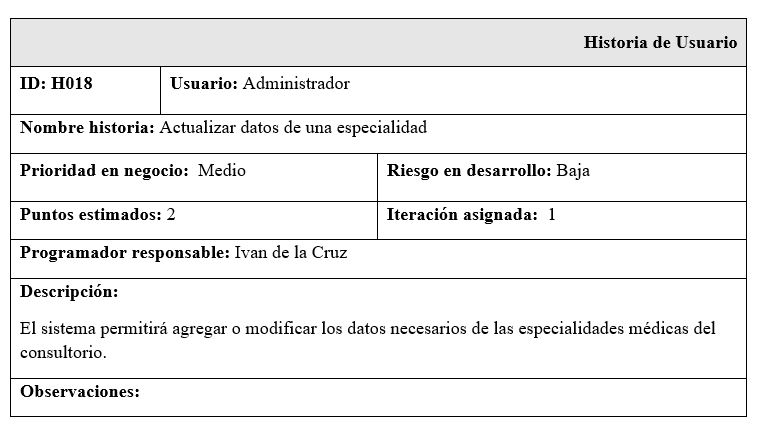 Historia de Usuario
ID: H018 Usuario: Administrador
Nombre historia: Actualizar datos de una especialidad
Prioridad en negocio: Medio Riesgo en desarrollo: Baja
Puntos estimados: 2 Iteración asignada: 1
Programador responsable: Ivan de la Cruz
Descripción:
El sistema permitirá agregar o modificar los datos necesarios de las especialidades médicas del
consultorio.
Observaciones: